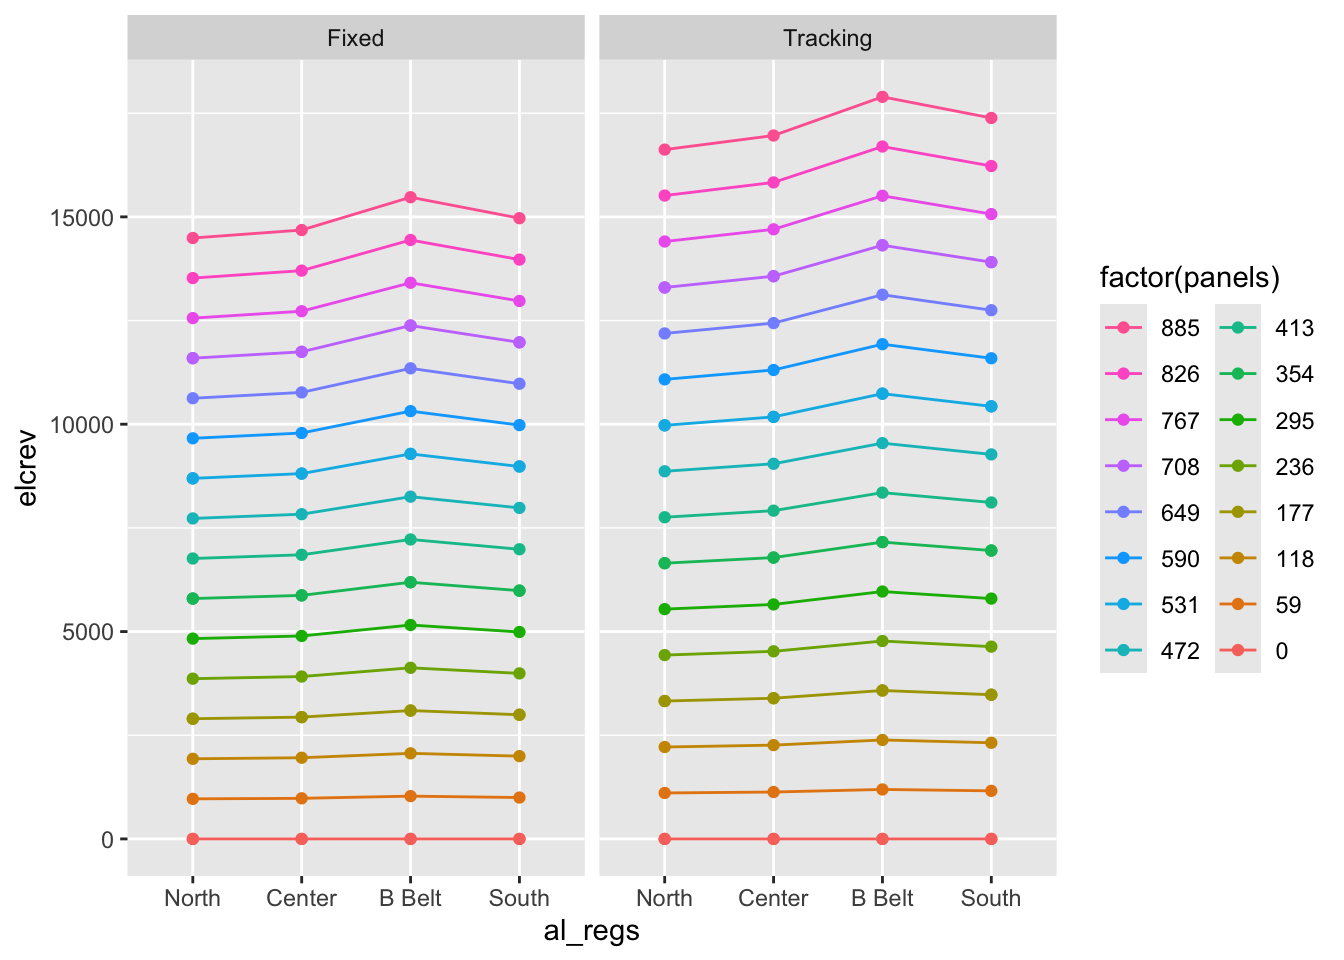 Fixed
Tracking
elcrev
15000
10000
5000
0
North Center B Belt South
North Center B Belt South
al_regs
factor(panels)
885 413
826 354
767 295
708 236
649 177
590 118
531 59
472 0